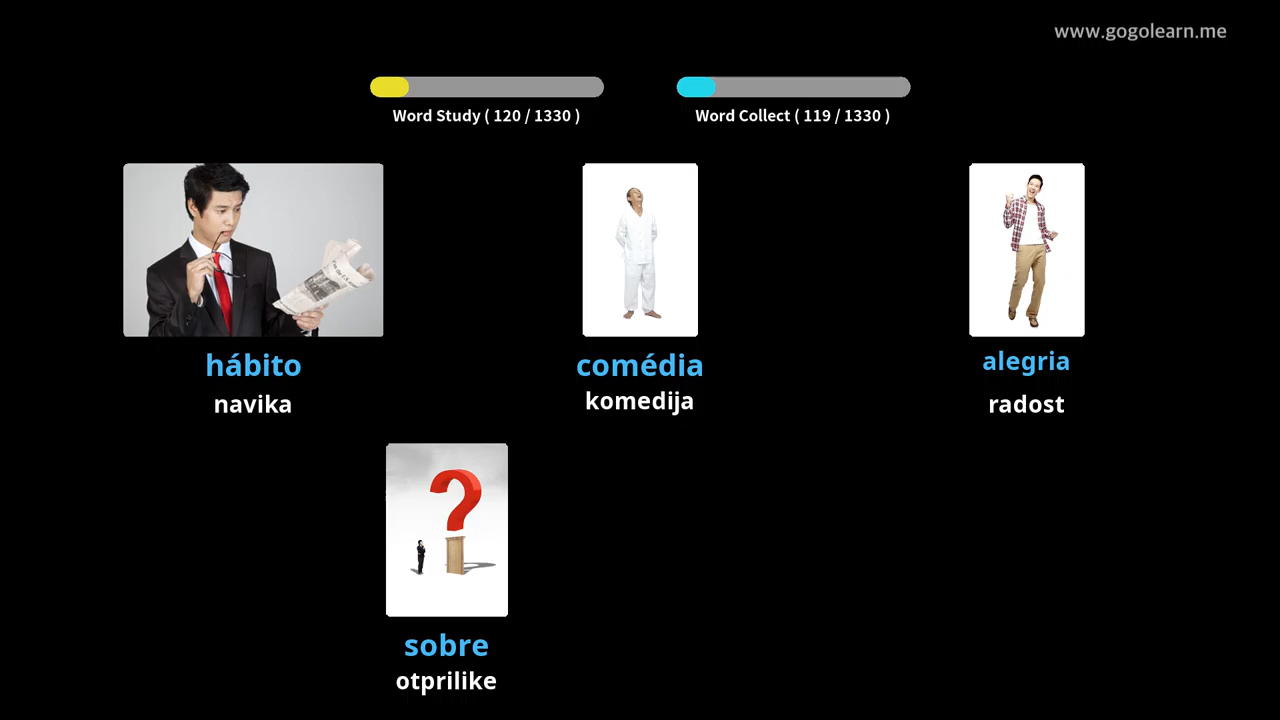 www.gogolearn.me
Word Study ( 120 / 1330 )
Word Collect ( 119 / 1330 )
hábito
navika
comédia
komedija
alegria
radost
sobre
otprilike